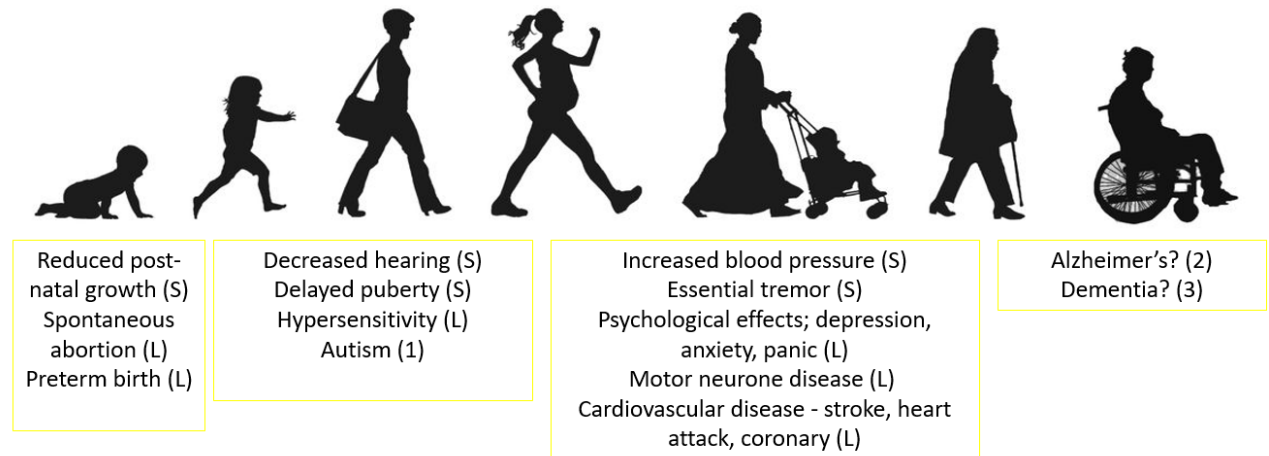 Reduced post-
natal growth (S)
Spontaneous
abortion (L)
Preterm birth (L)
Decreased hearing (S)
Delayed puberty (S)
Hypersensitivity (L)
Autism (1)
Increased blood pressure (S)
Essential tremor (S)
Psychological effects; depression,
anxiety, panic (L)
Motor neurone disease (L)
Cardiovascular disease - stroke, heart
attack, coronary (L)
Alzheimer’s? (2)
Dementia? (3)